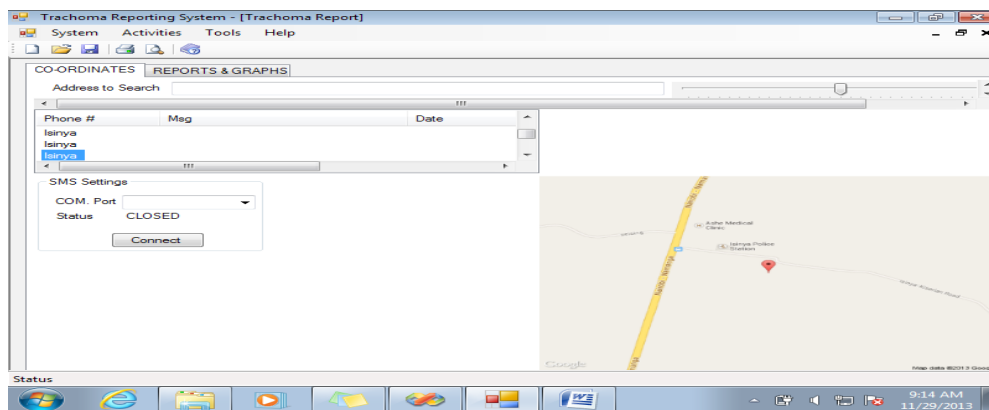 Trachoma Reporting System - [Trachoma Report]
System Activities Tools Help
CO-ORDINATES REPORTS & GRAPHS
Address to Search
Phone # Msg Date
Isinya
Isinya
Isinya
SMS Settings
COM. Port
Status CLOSED
Connect
Ashe Medical
Clinic
Isinya Police
Station
Google
Map data ©2013 Goog
Status
9:14 AM
11/29/2013